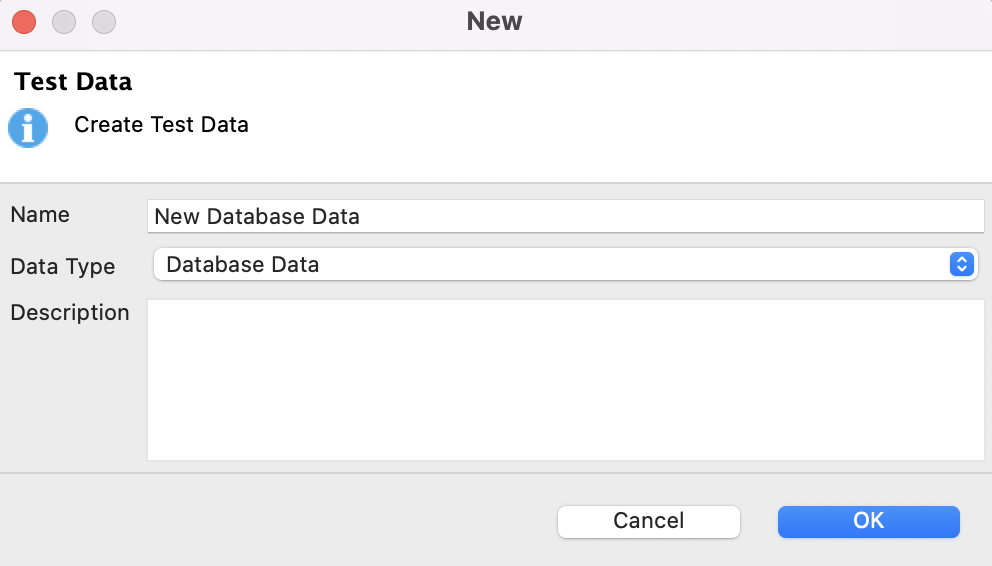 New
Test Data
Create Test Data
Name
New Database Data
Data Type
Database Data
Description
Cancel
OK